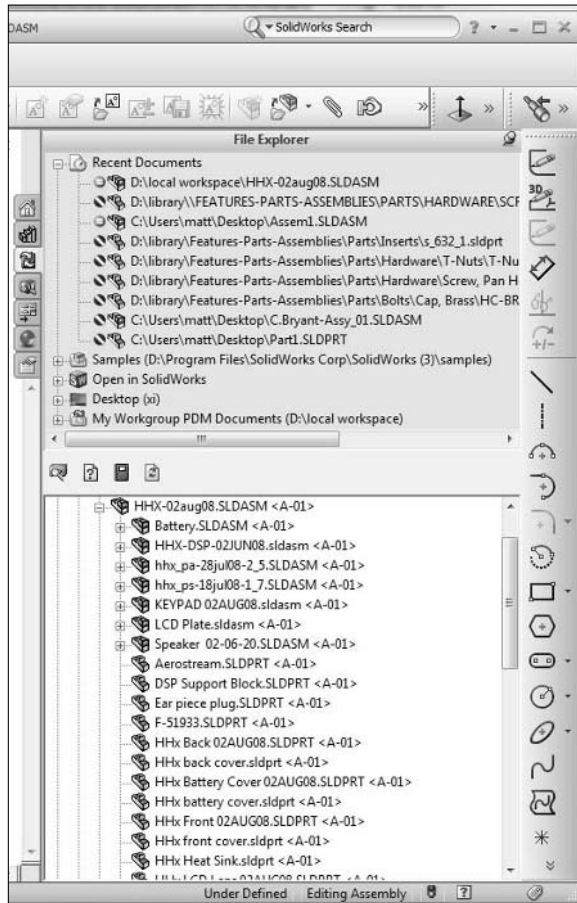 DASM
SolidWorks Search
?
»
»
»
File Explorer
3D
Recent Documents
D:\local workspace\HHX-02aug08.SLDASM
D:\library\\FEATURES-PARTS-ASSEMBLIES\PARTS\HARDWARE\SCF
C:\Users\matt\Desktop\Assem1.SLDASM
D:\library\Features-Parts-Assemblies\Parts\Inserts\s_632_1.sldprt
D:\library\Features-Parts-Assemblies\Parts\Hardware\T-Nuts\T-Nu
D:\library\Features-Parts-Assemblies\Parts\Hardware\Screw, Pan H
D:\library\Features-Parts-Assemblies\Parts\Bolts\Cap, Brass\HC-BR
C:\Users\matt\Desktop\C.Bryant-Assy_01.SLDASM
C:\Users\matt\Desktop\Part1.SLDPRT
Samples (D:\Program Files\SolidWorks Corp\SolidWorks (3)\samples)
Open in SolidWorks
Desktop (xi)
My Workgroup PDM Documents (D:\local workspace)
HHX-02aug08.SLDASM <A-01>
Battery.SLDASM <A-01>
HHX-DSP-02JUN08.sldasm <A-01>
hhx_pa-28jul08-2_5.SLDASM <A-01>
hhx_ps-18jul08-1_7.SLDASM <A-01>
KEYPAD 02AUG08.sldasm <A-01>
LCD Plate.sldasm <A-01>
Speaker 02-06-20.SLDASM <A-01>
Aerostream.SLDPRT <A-01>
DSP Support Block.SLDPRT <A-01>
Ear piece plug.SLDPRT <A-01>
F-51933.SLDPRT <A-01>
HHx Back 02AUG08.SLDPRT <A-01>
HHx back cover.sldprt <A-01>
HHx Battery Cover 02AUG08.SLDPRT <A-01>
HHx battery cover.sldprt <A-01>
HHx Front 02AUG08.SLDPRT <A-01>
HHx front cover.sldprt <A-01>
HHx Heat Sink.sldprt <A-01>
HHx LCD Lens 02AUG08.SLDPRT <A-01>
Under Defined Editing Assembly ?